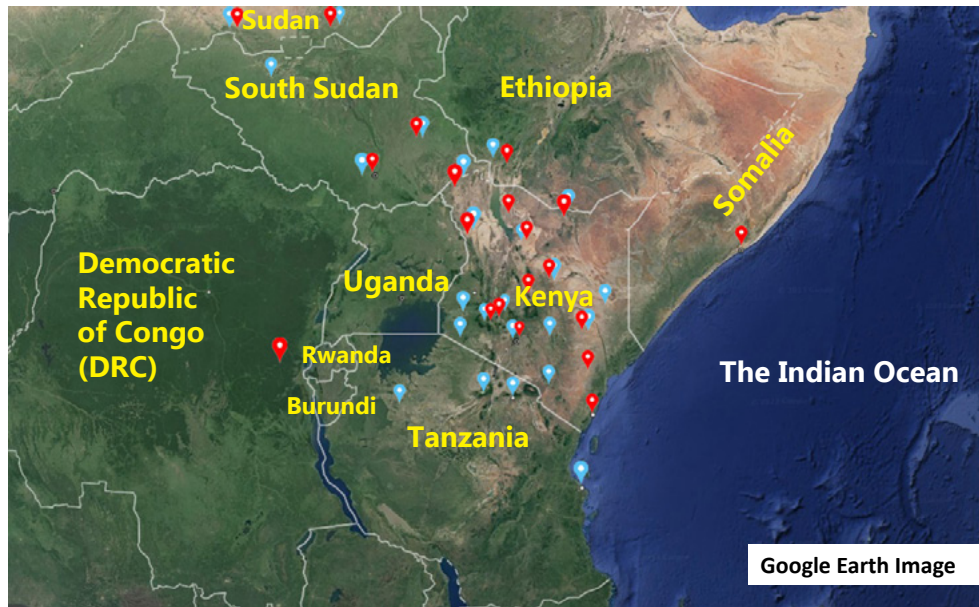 Sudan
South Sudan
Ethiopia
Somalia
Democratic
Republic
of Congo
(DRC)
Uganda
Kenya
Rwanda
Burundi
The Indian Ocean
Tanzania
Google Earth Image